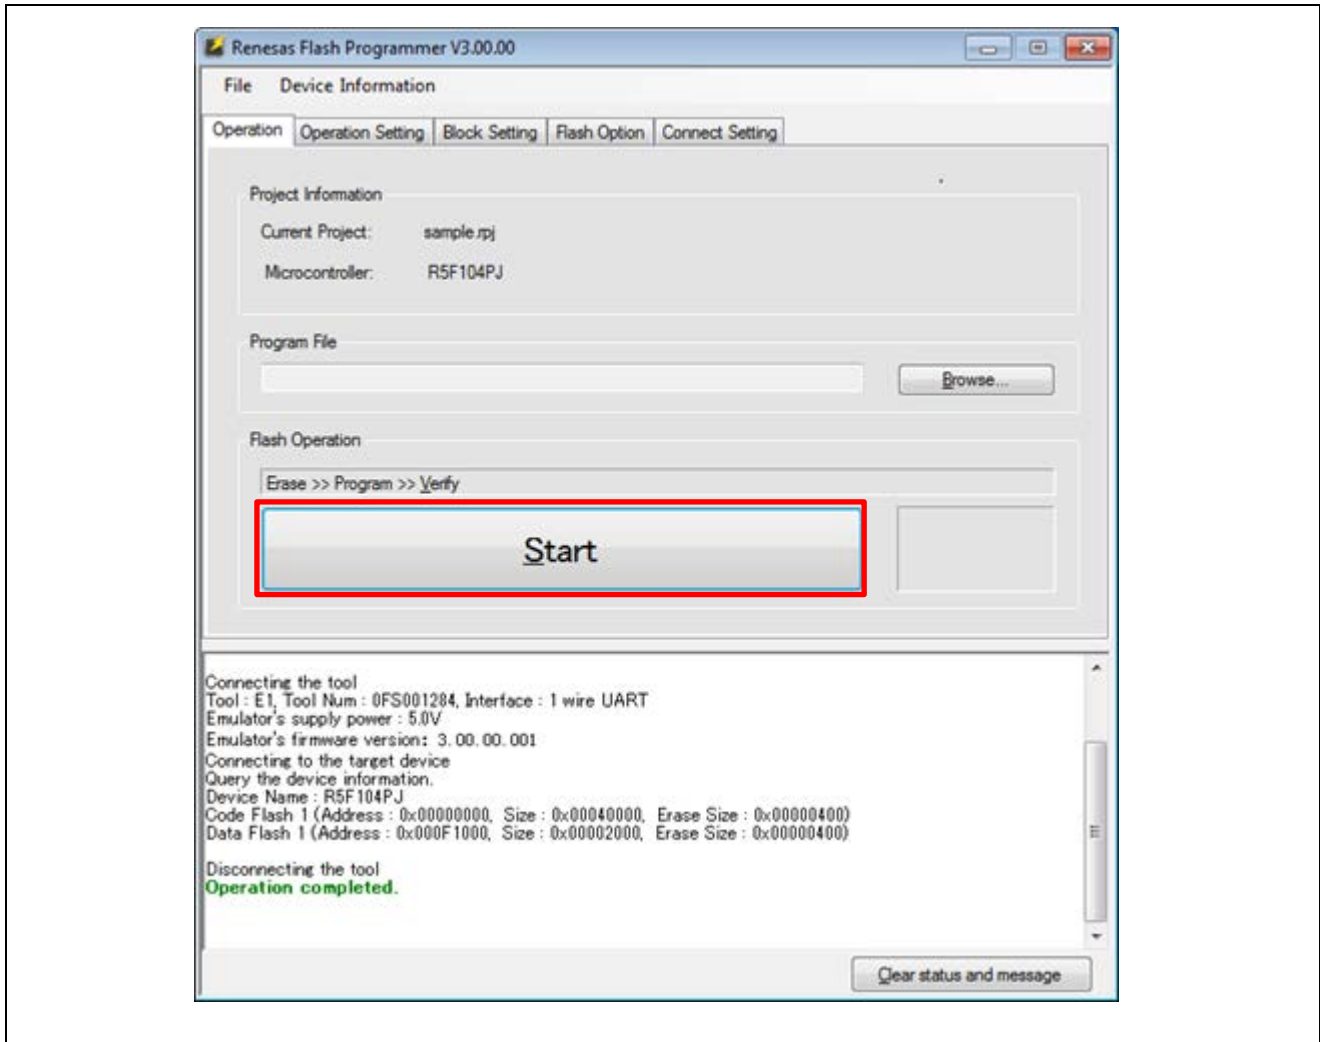 Renesas Flash Programmer V3.00.00
File Device Information
Operation Operation Setting Block Setting Flash Option Connect Setting
Project Information
Current Project: sample.rpj
Microcontroller: R5F104PJ
Program File
Browse...
Flash Operation
Erase >> Program >> Verify
Start
Connecting the tool
Tool : E1, Tool Num : 0FS001284, Interface : 1 wire UART
Emulator's supply power : 5.0V
Emulator's firmware version: 3.00.00.001
Connecting to the target device
Query the device information.
Device Name : R5F104PJ
Code Flash 1 (Address : 0x00000000, Size : 0x00040000, Erase Size : 0x00000400)
Data Flash 1 (Address : 0x000F1000, Size : 0x00002000, Erase Size : 0x00000400)
Disconnecting the tool
Operation completed.
Clear status and message